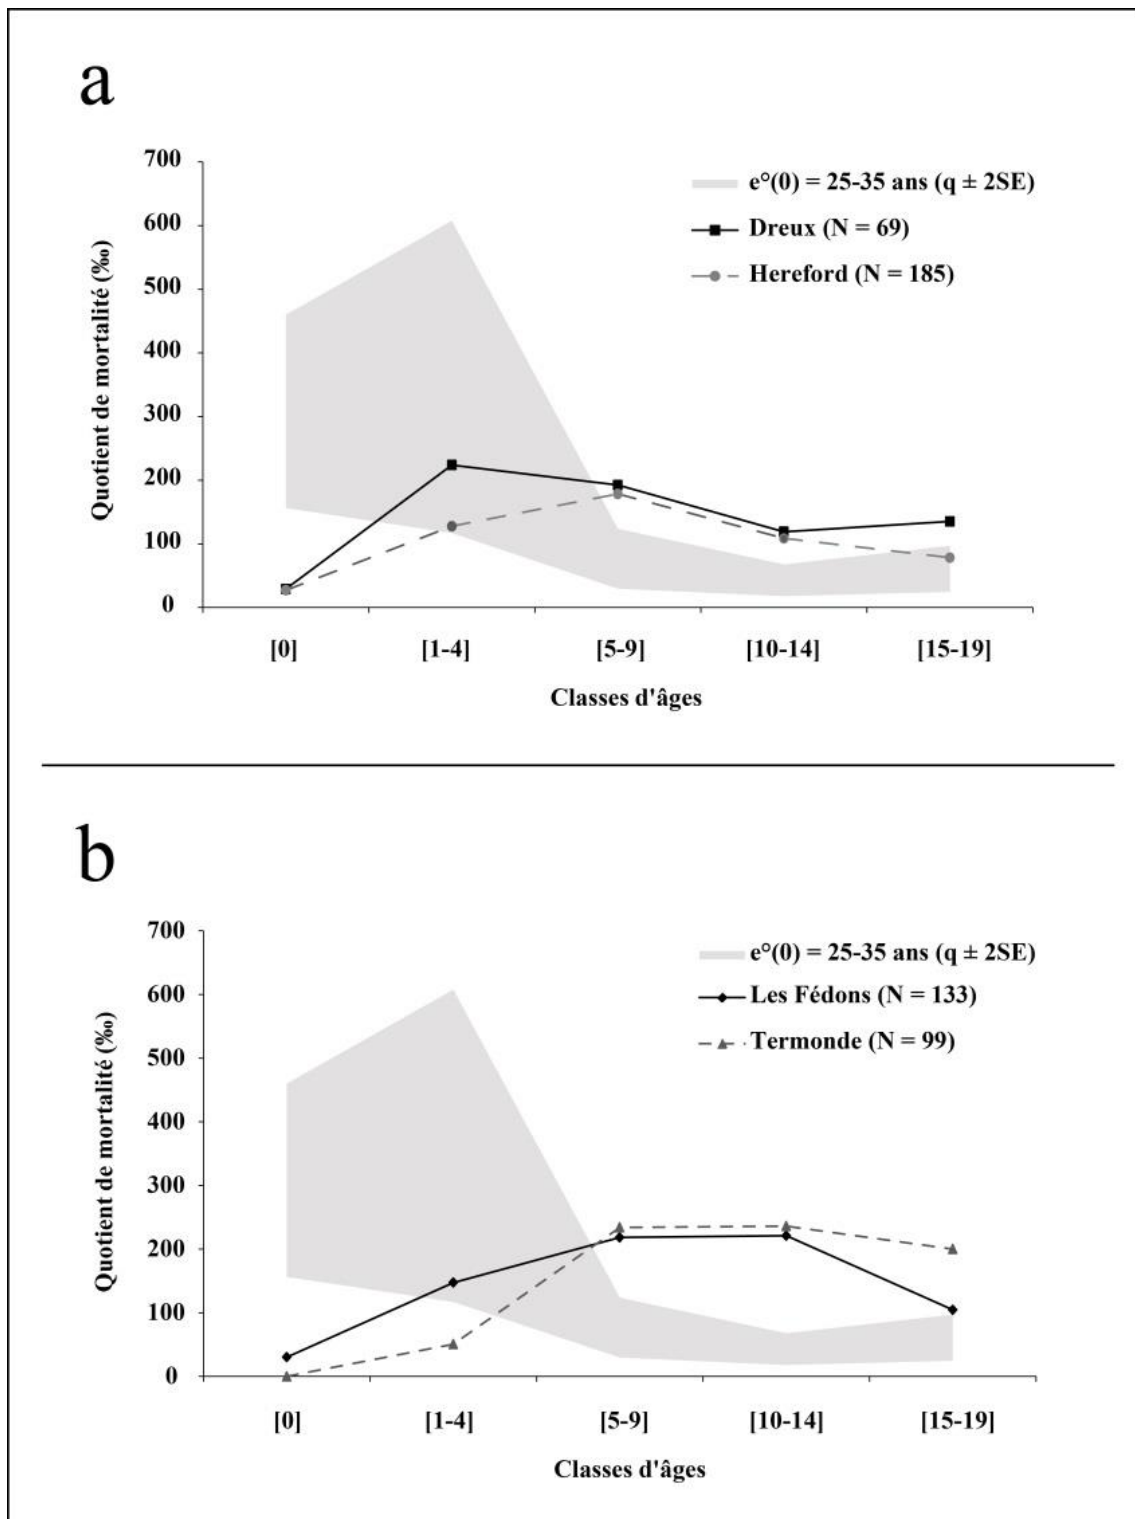 a
700
600
500
400
300
200
100
0
Quotient de mortalité (‰)
e°(0) = 25-35 ans (q ± 2SE)
Dreux (N = 69)
Hereford (N = 185)
[0] [1-4] [5-9] [10-14] [15-19]
Classes d'âges
b
700
600
500
400
300
200
100
0
Quotient de mortalité (‰)
e°(0) = 25-35 ans (q ± 2SE)
Les Fédons (N = 133)
Termonde (N = 99)
[0] [1-4] [5-9] [10-14] [15-19]
Classes d'âges